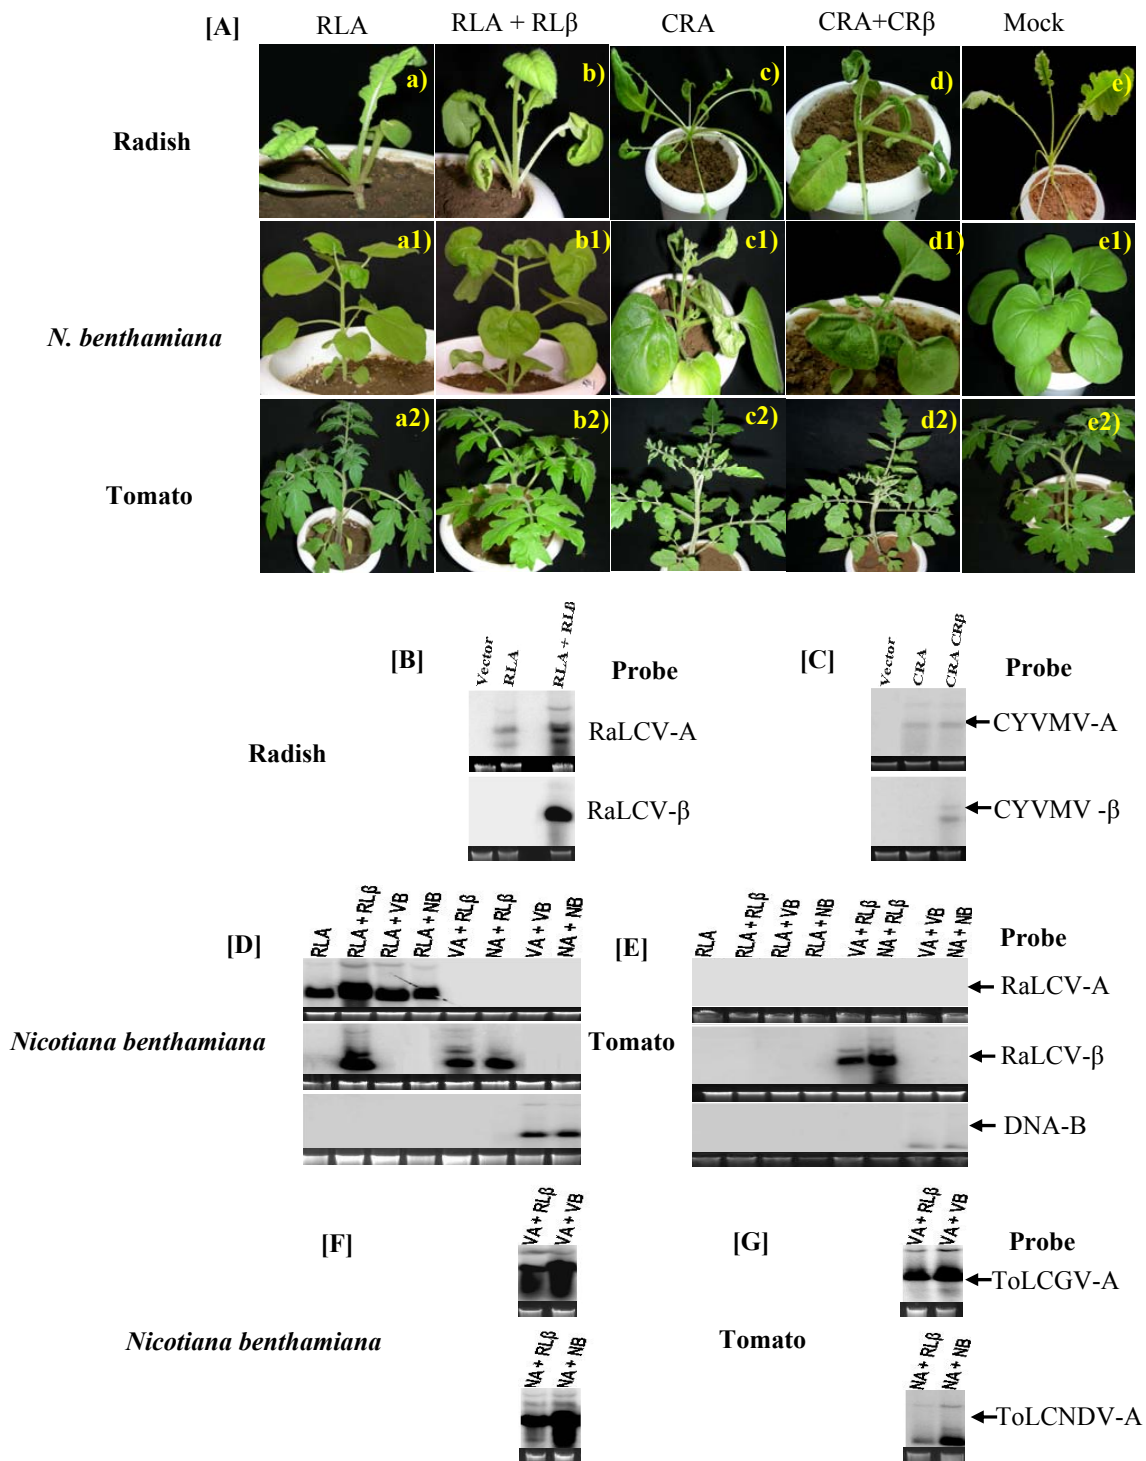 [A] RLA RLA + RLβ CRA CRA+CRβ Mock
Radish a) b) c) d) e)
N. benthamiana a1) b1) c1) d1) e1)
Tomato a2) b2) c2) d2) e2)
[B] Vector RLA RLA + RLβ Probe [C] Vector CRA CRA CRβ Probe
RaLCV-A CYVMV-A
Radish
RaLCV-β CYVMV -β
[D] RLA RLA + RLβ RLA + VB RLA + NB VA + RLβ NA + RLβ VA + VB NA + NB [E] RLA RLA + RLβ RLA + VB RLA + NB VA + RLβ NA + RLβ VA + VB NA + NB Probe
RaLCV-A
Nicotiana benthamiana Tomato RaLCV-β
DNA-B
[F] VA + RLβ VA + VB [G] VA + RLβ VA + VB Probe
ToLCGV-A
Nicotiana benthamiana Tomato
NA + RLβ NA + NB NA + RLβ NA + NB
ToLCNDV-A